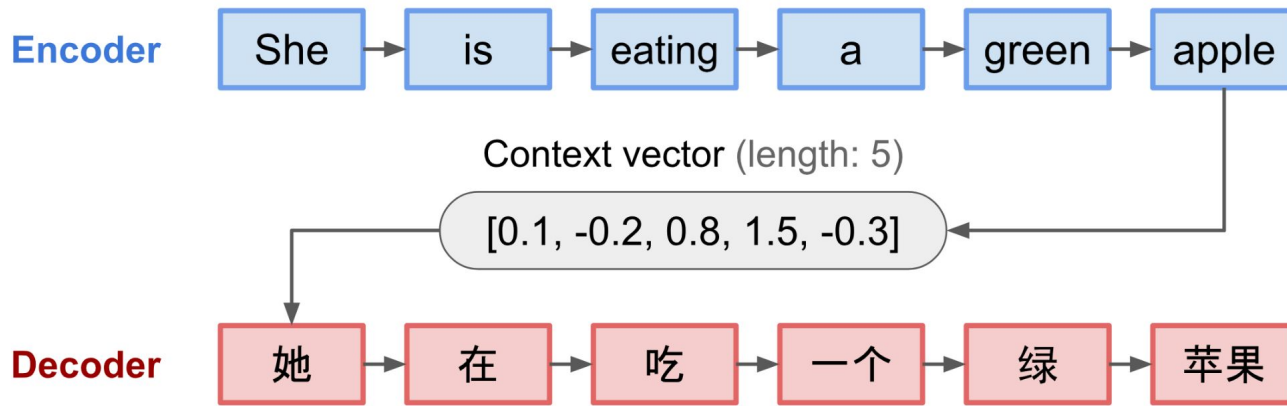 Encoder She is eating a green apple
Context vector (length: 5)
[0.1, -0.2, 0.8, 1.5, -0.3]
Decoder 她 在 吃 一个 绿 苹果